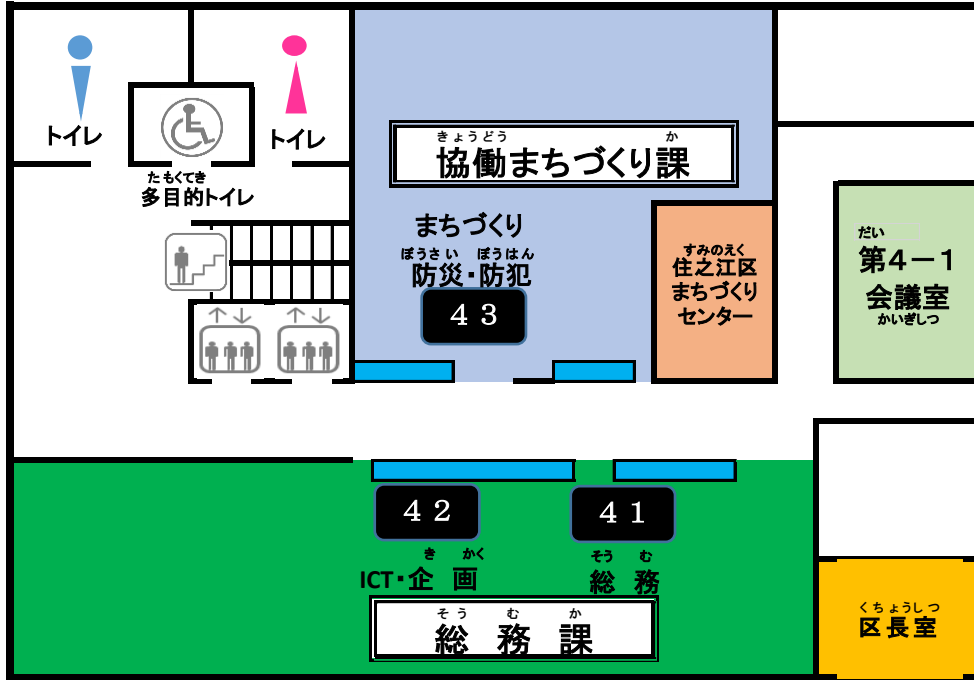 トイレ
トイレ
たもくてき
多目的トイレ
きょうどう か
協働まちづくり課
まちづくり
ぼうさい ぼうはん
防災・防犯
４３
すみのえく
住之江区
まちづくり
センター
だい
第４－１
会議室
かいぎしつ
４２
４１
き かく
ICT・企画
そう む
総務
そう む か
総務課
くちょうしつ
区長室